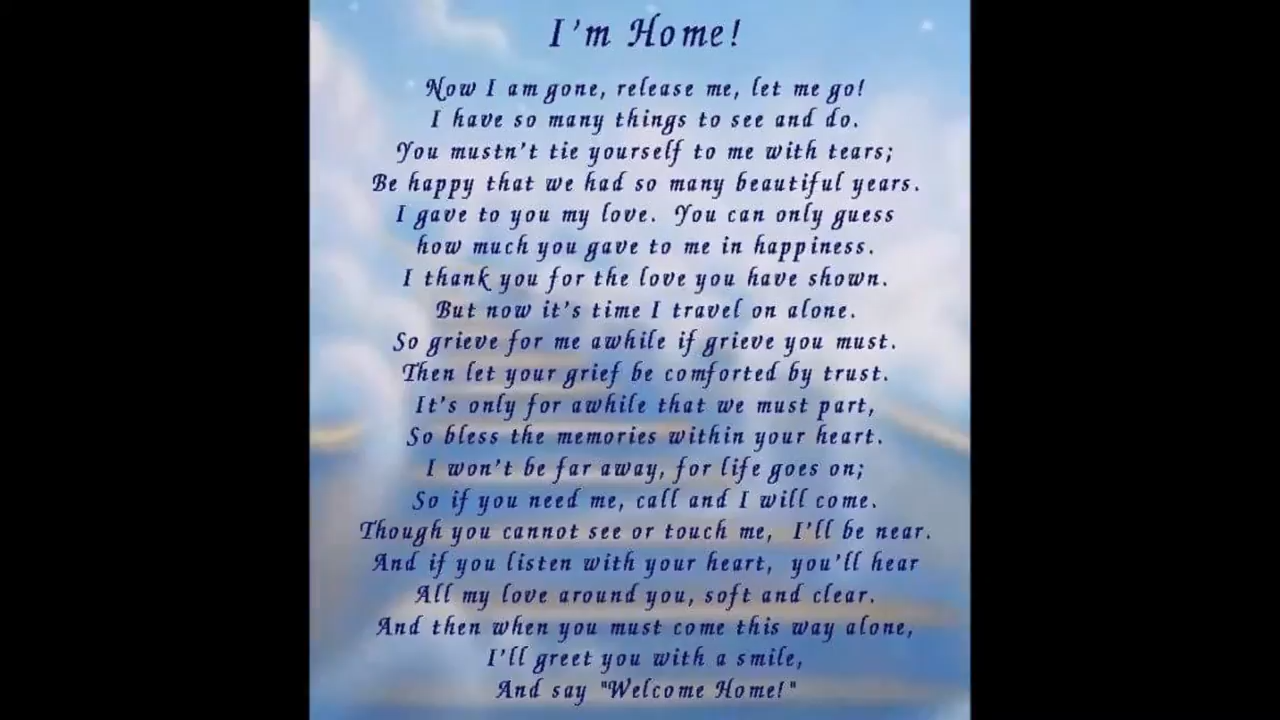 I'm Home!
Now I am gone, release me, let me go!
I have so many things to see and do.
You mustn't tie yourself to me with tears;
Be happy that we had so many beautiful years.
I gave to you my love. You can only guess
how much you gave to me in happiness.
I thank you for the love you have shown.
But now it's time I travel on alone.
So grieve for me awhile if grieve you must.
Then let your grief be comforted by trust.
It's only for awhile that we must part,
So bless the memories within your heart.
I won't be far away, for life goes on;
So if you need me, call and I will come.
Though you cannot see or touch me, I'll be near.
And if you listen with your heart, you'll hear
All my love around you, soft and clear.
And then when you must come this way alone,
I'll greet you with a smile,
And say "Welcome Home!"